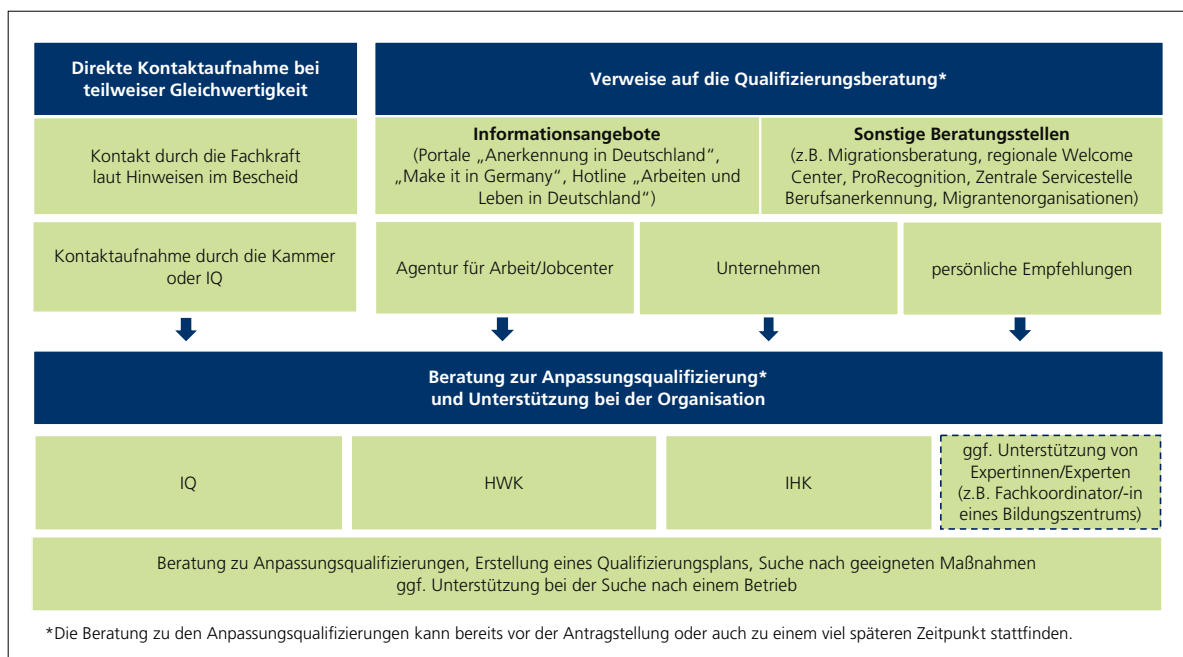 Direkte Kontaktaufnahme bei
teilweiser Gleichwertigkeit
Kontakt durch die Fachkraft
laut Hinweisen im Bescheid
Kontaktaufnahme durch die Kammer
oder IQ
Verweise auf die Qualifizierungsberatung*
Informationsangebote
(Portale „Anerkennung in Deutschland“,
„Make it in Germany“, Hotline „Arbeiten und
Leben in Deutschland“)
Sonstige Beratungsstellen
(z.B. Migrationsberatung, regionale Welcome
Center, ProRecognition, Zentrale Servicestelle
Berufsanerkennung, Migrantenorganisationen)
Agentur für Arbeit/Jobcenter
Unternehmen
persönliche Empfehlungen
Beratung zur Anpassungsqualifizierung*
und Unterstützung bei der Organisation
IQ
HWK
IHK
ggf. Unterstützung von
Expertinnen/Experten
(z.B. Fachkoordinator/-in
eines Bildungszentrums)
Beratung zu Anpassungsqualifizierungen, Erstellung eines Qualifizierungsplans, Suche nach geeigneten Maßnahmen
ggf. Unterstützung bei der Suche nach einem Betrieb
*Die Beratung zu den Anpassungsqualifizierungen kann bereits vor der Antragstellung oder auch zu einem viel späteren Zeitpunkt stattfinden.